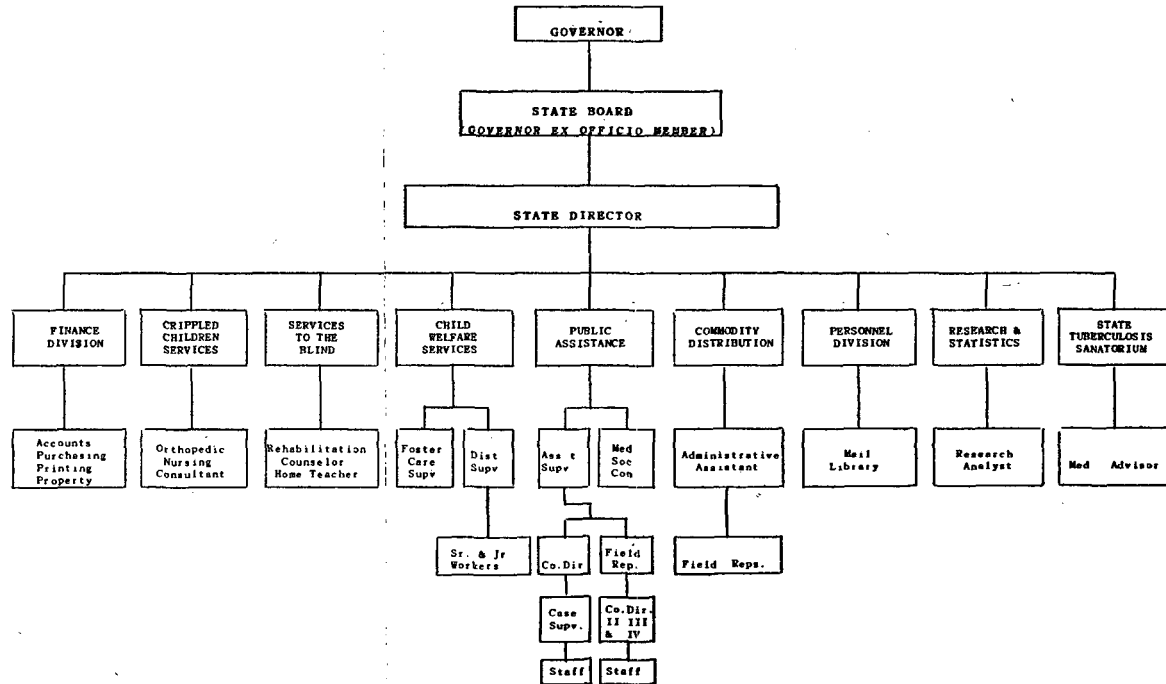 GOVERNOR
STATE BOARD
(GOVERNOR EX OFFICIO MEMBER)
STATE DIRECTOR
FINANCE
DIVISION
CRIPPLED
CHILDREN
SERVICES
SERVICES
TO THE
BLIND
CHILD
WELFARE
SERVICES
PUBLIC
ASSISTANCE
COMMODITY
DISTRIBUTION
PERSONNEL
DIVISION
RESEARCH &
STATISTICS
STATE
TUBERCULOSIS
SANATORIUM
Accounts
Purchasing
Printing
Property
Orthopedic
Nursing
Consultant
Rehabilitation
Counselor
Home Teacher
Foster
Care
Supv
Dist
Supv
Ass t
Supv
Med
Soc
Con
Administrative
Assistant
Mail
Library
Research
Analyst
Med Advisor
Sr. & Jr
Workers
Co.Dir
Field
Rep.
Field Reps.
Case
Supv.
Co.Dir.
II III
& IV
Staff
Staff